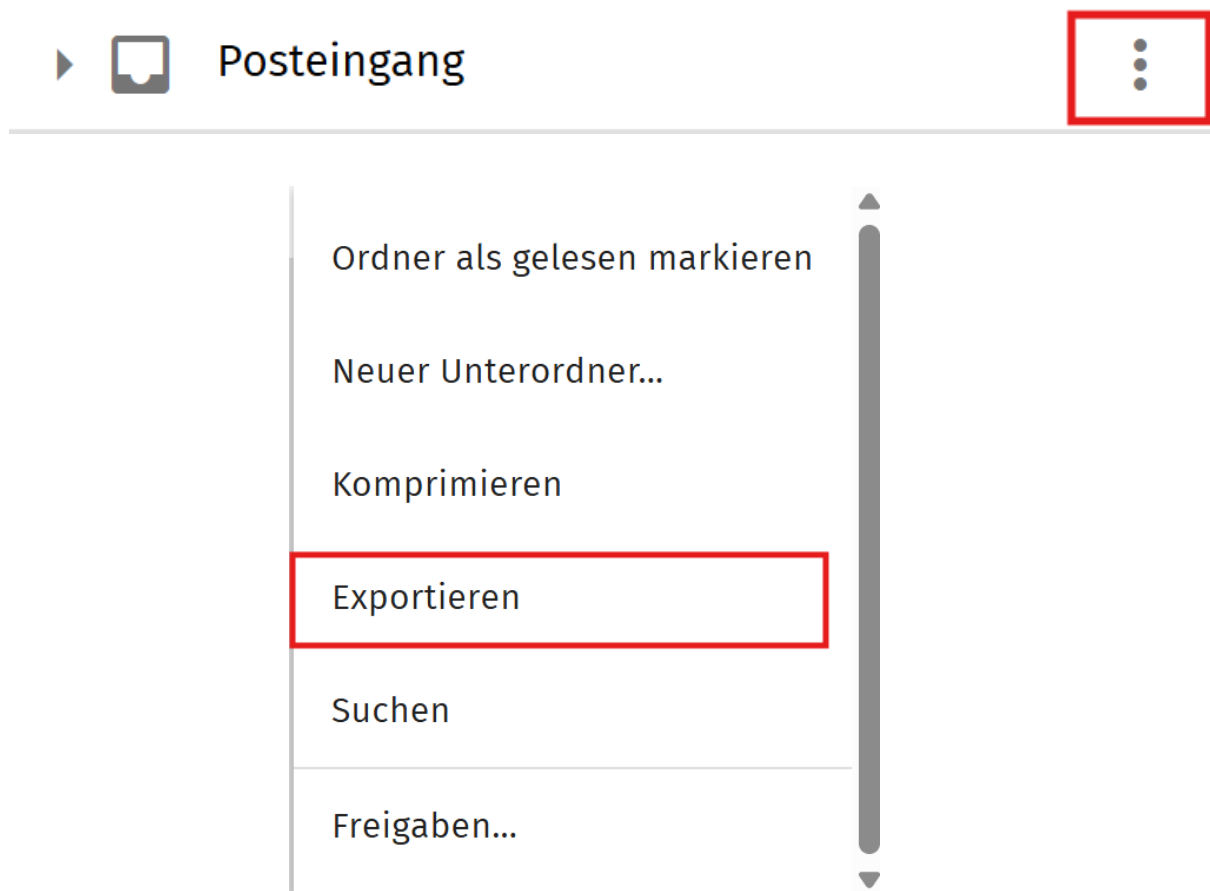 Posteingang
Ordner als gelesen markieren
Neuer Unterordner...
Komprimieren
Exportieren
Suchen
Freigaben...